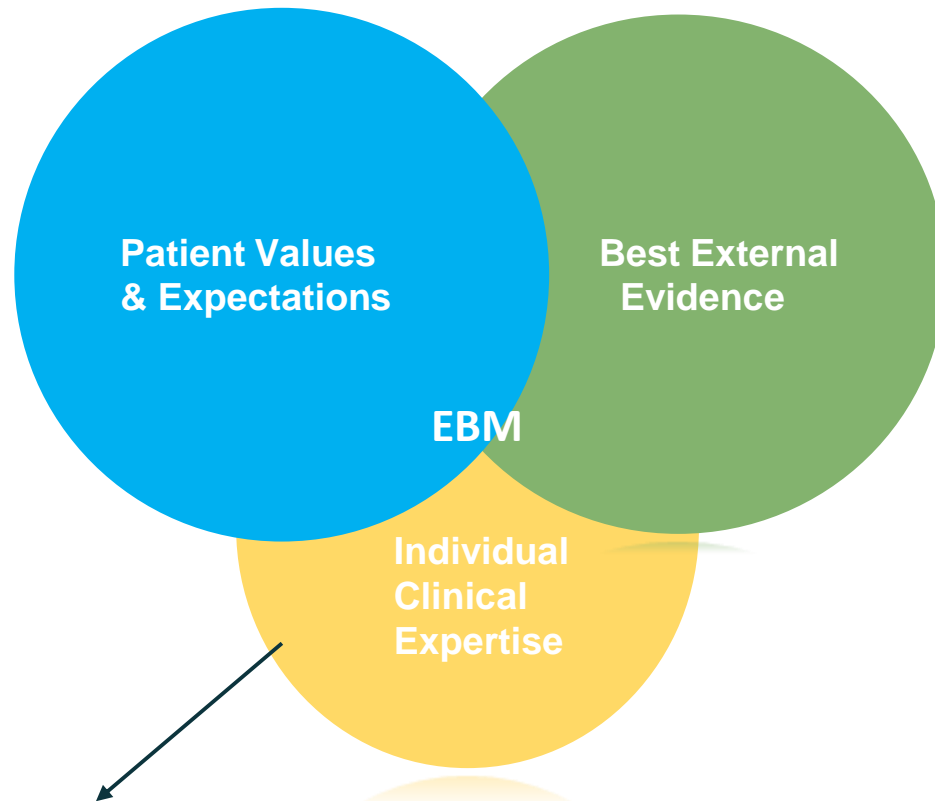 Patient Values
& Expectations
Best External
Evidence
EBM
Individual
Clinical
Expertise